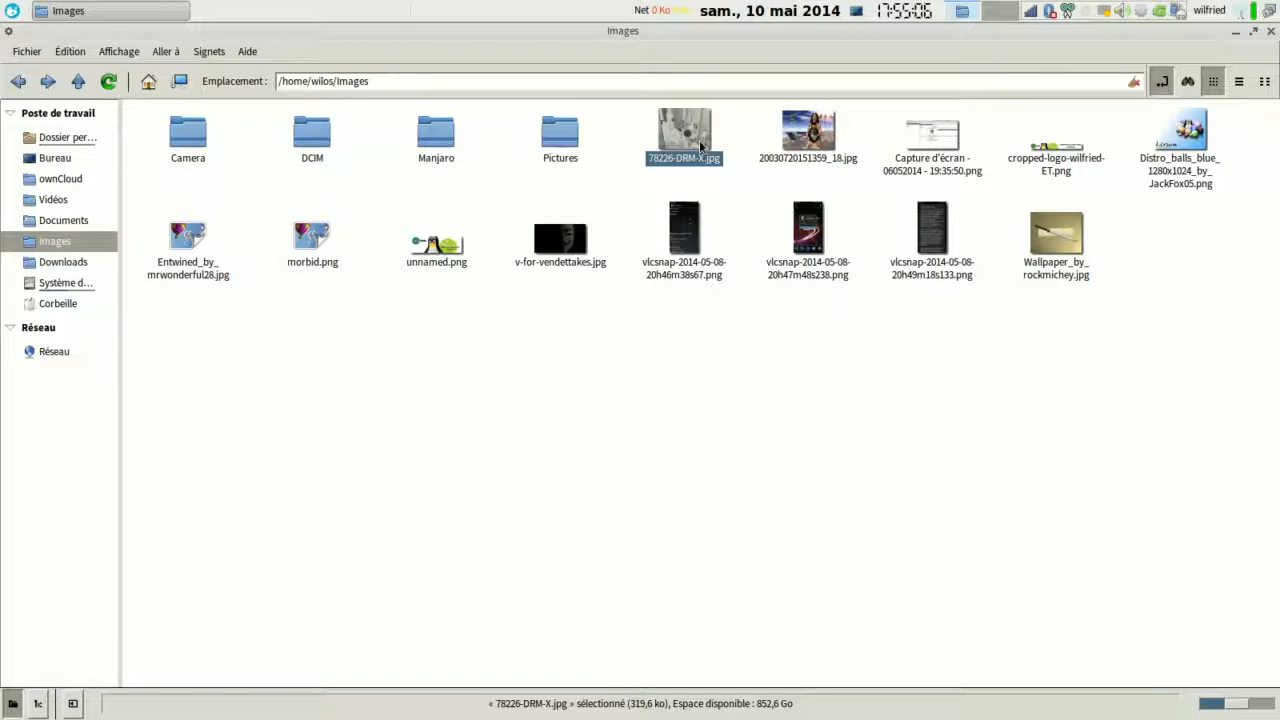 Images
Net 0 Ko
sam., 10 mai 2014
17:55:06
wilfried
Images
Fichier
Édition
Affichage
Aller à
Signets
Aide
Emplacement :
/home/wilos/Images
Poste de travail
Dossier per...
Bureau
ownCloud
Vidéos
Documents
Images
Downloads
Système d...
Corbeille
Réseau
Réseau
Camera
DCIM
Manjaro
Pictures
78226-DRM-X.jpg
20030720151359_18.jpg
Capture d'écran -
06052014 - 19:35:50.png
cropped-logo-wilfried-
ET.png
Distro_balls_blue_
1280x1024_by_
JackFox05.png
Entwined_by_
mrwonderful28.jpg
morbid.png
unnamed.png
v-for-vendettakes.jpg
vlcsnap-2014-05-08-
20h46m38s67.png
vlcsnap-2014-05-08-
20h47m48s238.png
vlcsnap-2014-05-08-
20h49m18s133.png
Wallpaper_by_
rockmichey.jpg
« 78226-DRM-X.jpg » sélectionné (319,6 ko), Espace disponible : 852,6 Go